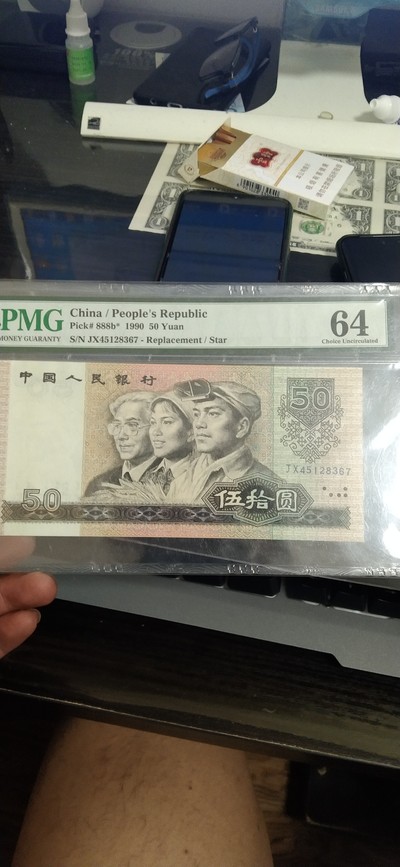 PMG
MONEY GUARANTY
China / People's Republic
Pick# 888b* 1990 50 Yuan
S/N JX45128367 - Replacement / Star
64
Choice Uncirculated
中国人民银行
50
JX45128367
50
伍拾圆